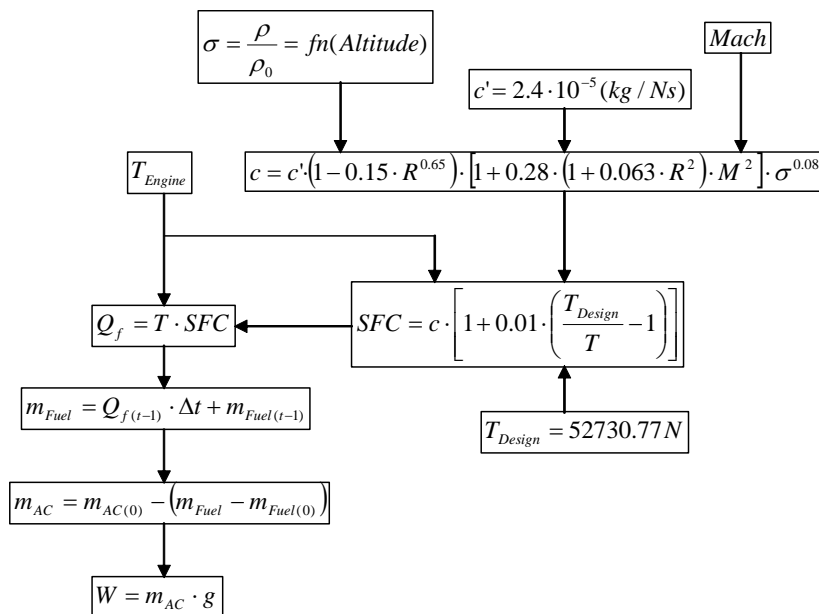 σ = ρ/ρ₀ = fn(Altitude)
Mach
c' = 2.4·10⁻⁵ (kg / Ns)
c = c'·(1 − 0.15·R^0.65)·[1 + 0.28·(1 + 0.063·R²)·M²]·σ^0.08
T_Engine
Q_f = T·SFC
SFC = c·[1 + 0.01·(T_Design/T − 1)]
m_Fuel = Q_f(t−1)·Δt + m_Fuel(t−1)
T_Design = 52730.77N
m_AC = m_AC(0) − (m_Fuel − m_Fuel(0))
W = m_AC·g